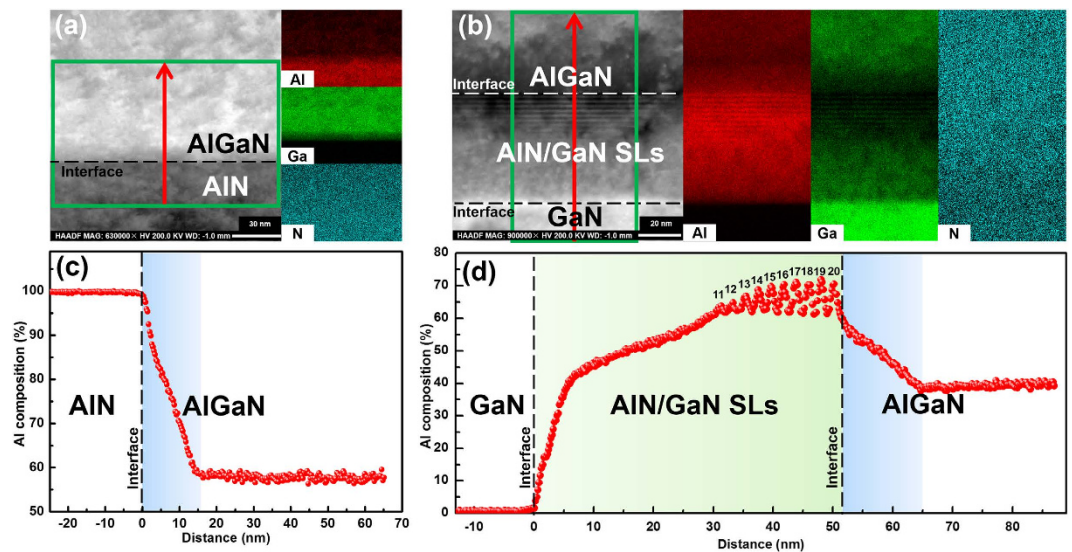 (a)
AlGaN
Interface
AlN
30 nm
HAADF MAG: 630000× HV 200.0 KV WD: -1.0 mm
Al
Ga
N
(b)
AlGaN
Interface
AlN/GaN SLs
Interface
GaN
20 nm
HAADF MAG: 900000× HV 200.0 KV WD: -1.0 mm
Al
Ga
N
(c)
Al composition (%)
100
90
80
70
60
50
AlN
Interface
AlGaN
-20 -10 0 10 20 30 40 50 60 70
Distance (nm)
(d)
Al composition (%)
80
70
60
50
40
30
20
10
0
11 12 13 14 15 16 17 18 19 20
GaN
Interface
AlN/GaN SLs
Interface
AlGaN
-10 0 10 20 30 40 50 60 70 80
Distance (nm)